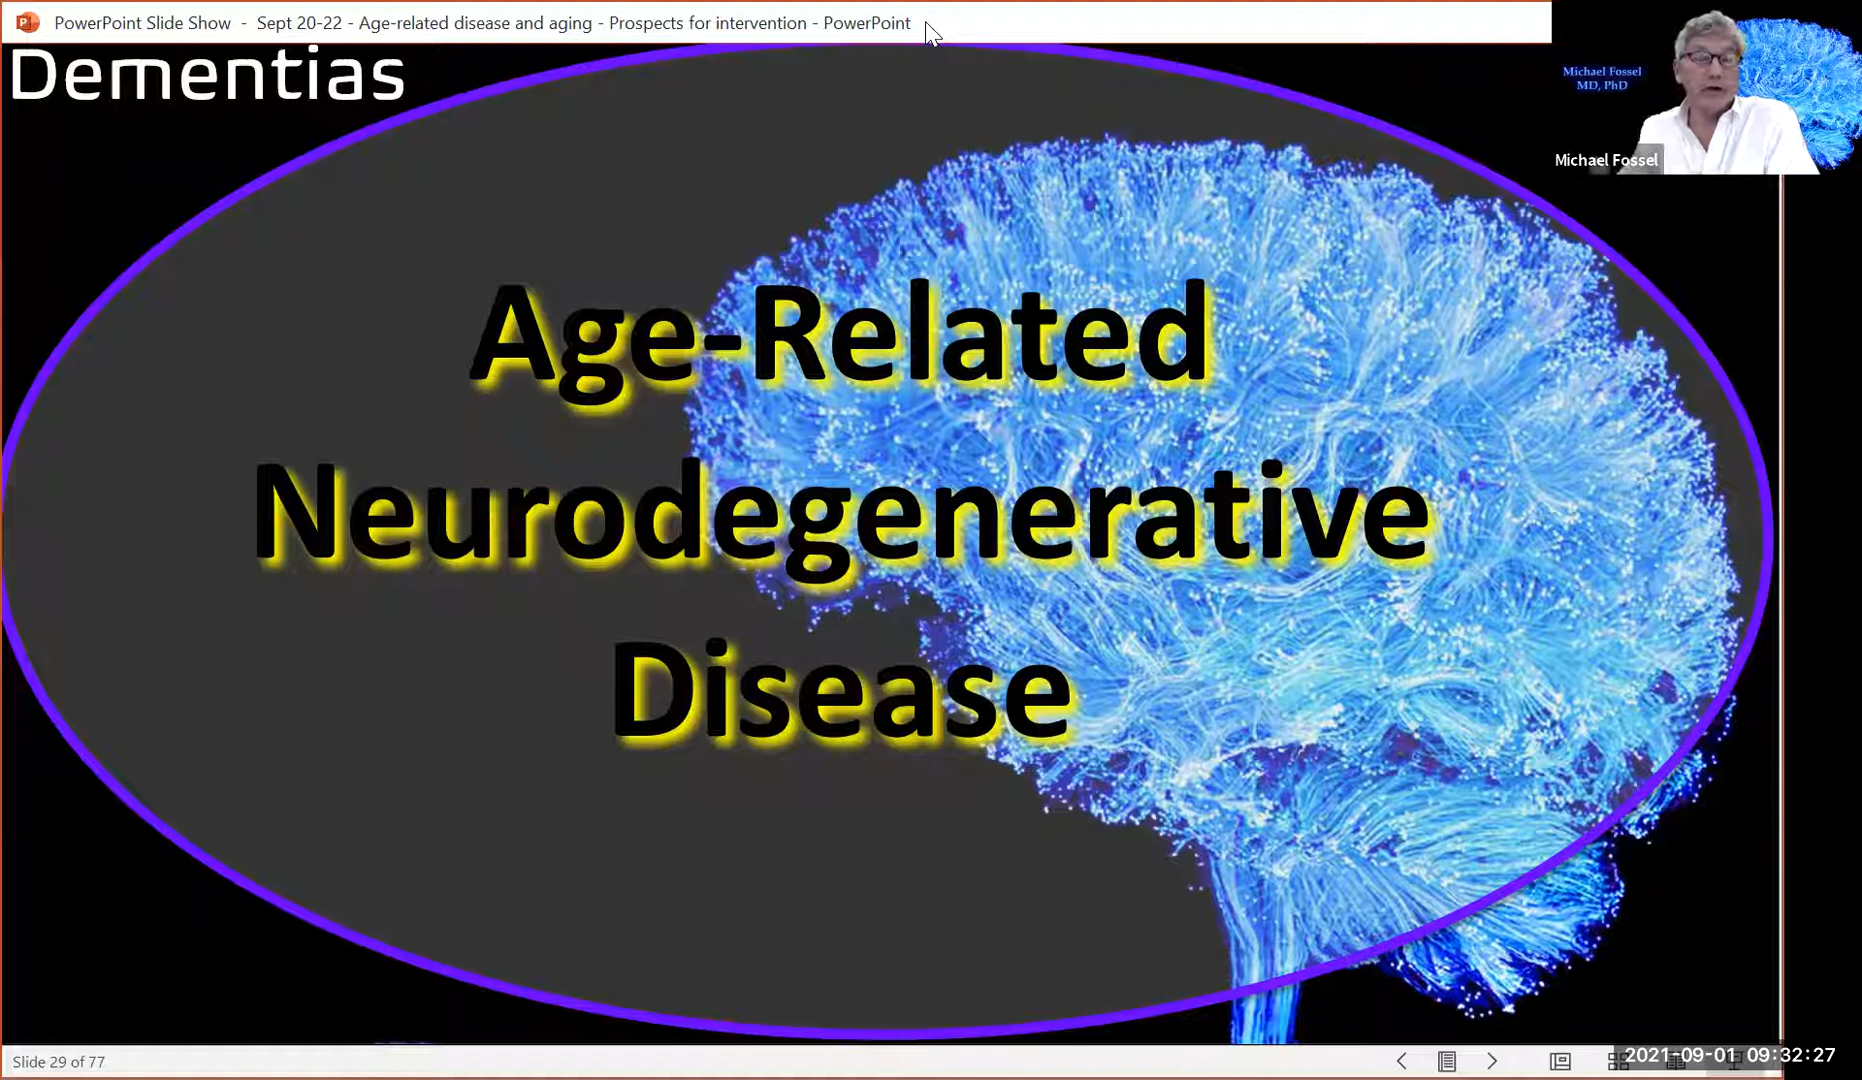 PowerPoint Slide Show - Sept 20-22 - Age-related disease and aging - Prospects for intervention - PowerPoint
Dementias
Michael Fossel
MD, PhD
Michael Fossel
Age-Related
Neurodegenerative
Disease
Slide 29 of 77
2021-09-01 09:32:27